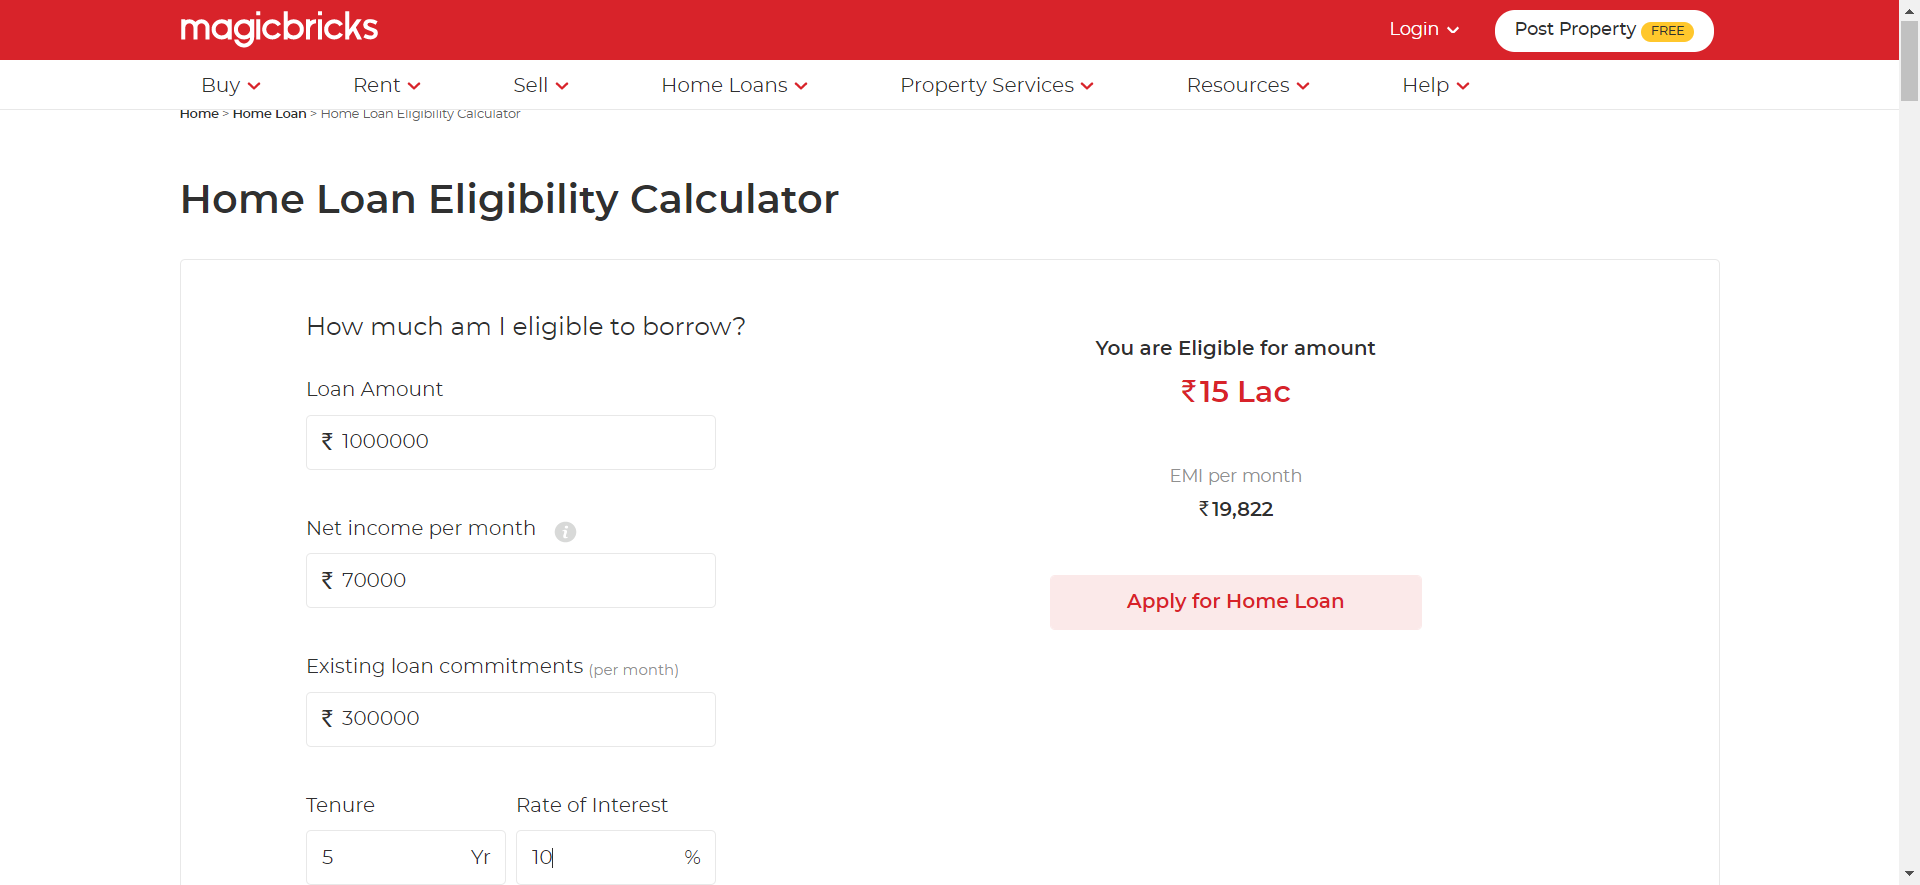 magicbricks
Login
Post Property FREE
Buy Rent Sell Home Loans Property Services Resources Help
Home > Home Loan > Home Loan Eligibility Calculator
Home Loan Eligibility Calculator
How much am I eligible to borrow?
Loan Amount
₹ 1000000
Net income per month i
₹ 70000
Existing loan commitments (per month)
₹ 300000
Tenure Rate of Interest
5 Yr 10 %
You are Eligible for amount
₹15 Lac
EMI per month
₹19,822
Apply for Home Loan